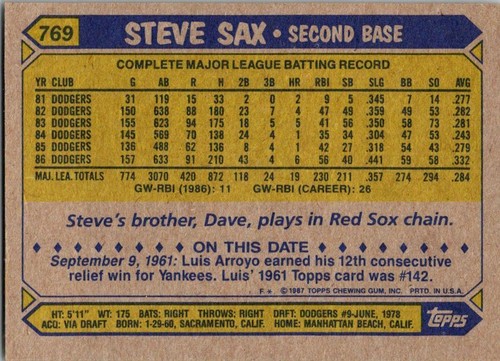 769
STEVE SAX • SECOND BASE
COMPLETE MAJOR LEAGUE BATTING RECORD
YR CLUB G AB R H 2B 3B HR RBI SB SLG BB SO AVG
81 DODGERS 31 119 15 33 2 0 2 9 5 .345 7 14 .277
82 DODGERS 150 638 88 180 23 7 4 47 49 .359 49 53 .282
83 DODGERS 155 623 94 175 18 5 5 41 56 .350 58 73 .281
84 DODGERS 145 569 70 138 24 4 1 35 34 .304 47 53 .243
85 DODGERS 136 488 62 136 8 4 1 42 27 .318 54 43 .279
86 DODGERS 157 633 91 210 43 4 6 56 40 .441 59 58 .332
MAJ. LEA. TOTALS 774 3070 420 872 118 24 19 230 211 .357 274 294 .284
GW-RBI (1986): 11 GW-RBI (CAREER): 26
Steve's brother, Dave, plays in Red Sox chain.
ON THIS DATE
September 9, 1961: Luis Arroyo earned his 12th consecutive
relief win for Yankees. Luis' 1961 Topps card was #142.
F * ©1987 TOPPS CHEWING GUM, INC. PRTD. IN U.S.A.
HT: 5'11" WT: 175 BATS: RIGHT THROWS: RIGHT DRAFT: DODGERS #9-JUNE, 1978
ACQ: VIA DRAFT BORN: 1-29-60, SACRAMENTO, CALIF. HOME: MANHATTAN BEACH, CALIF.
Topps